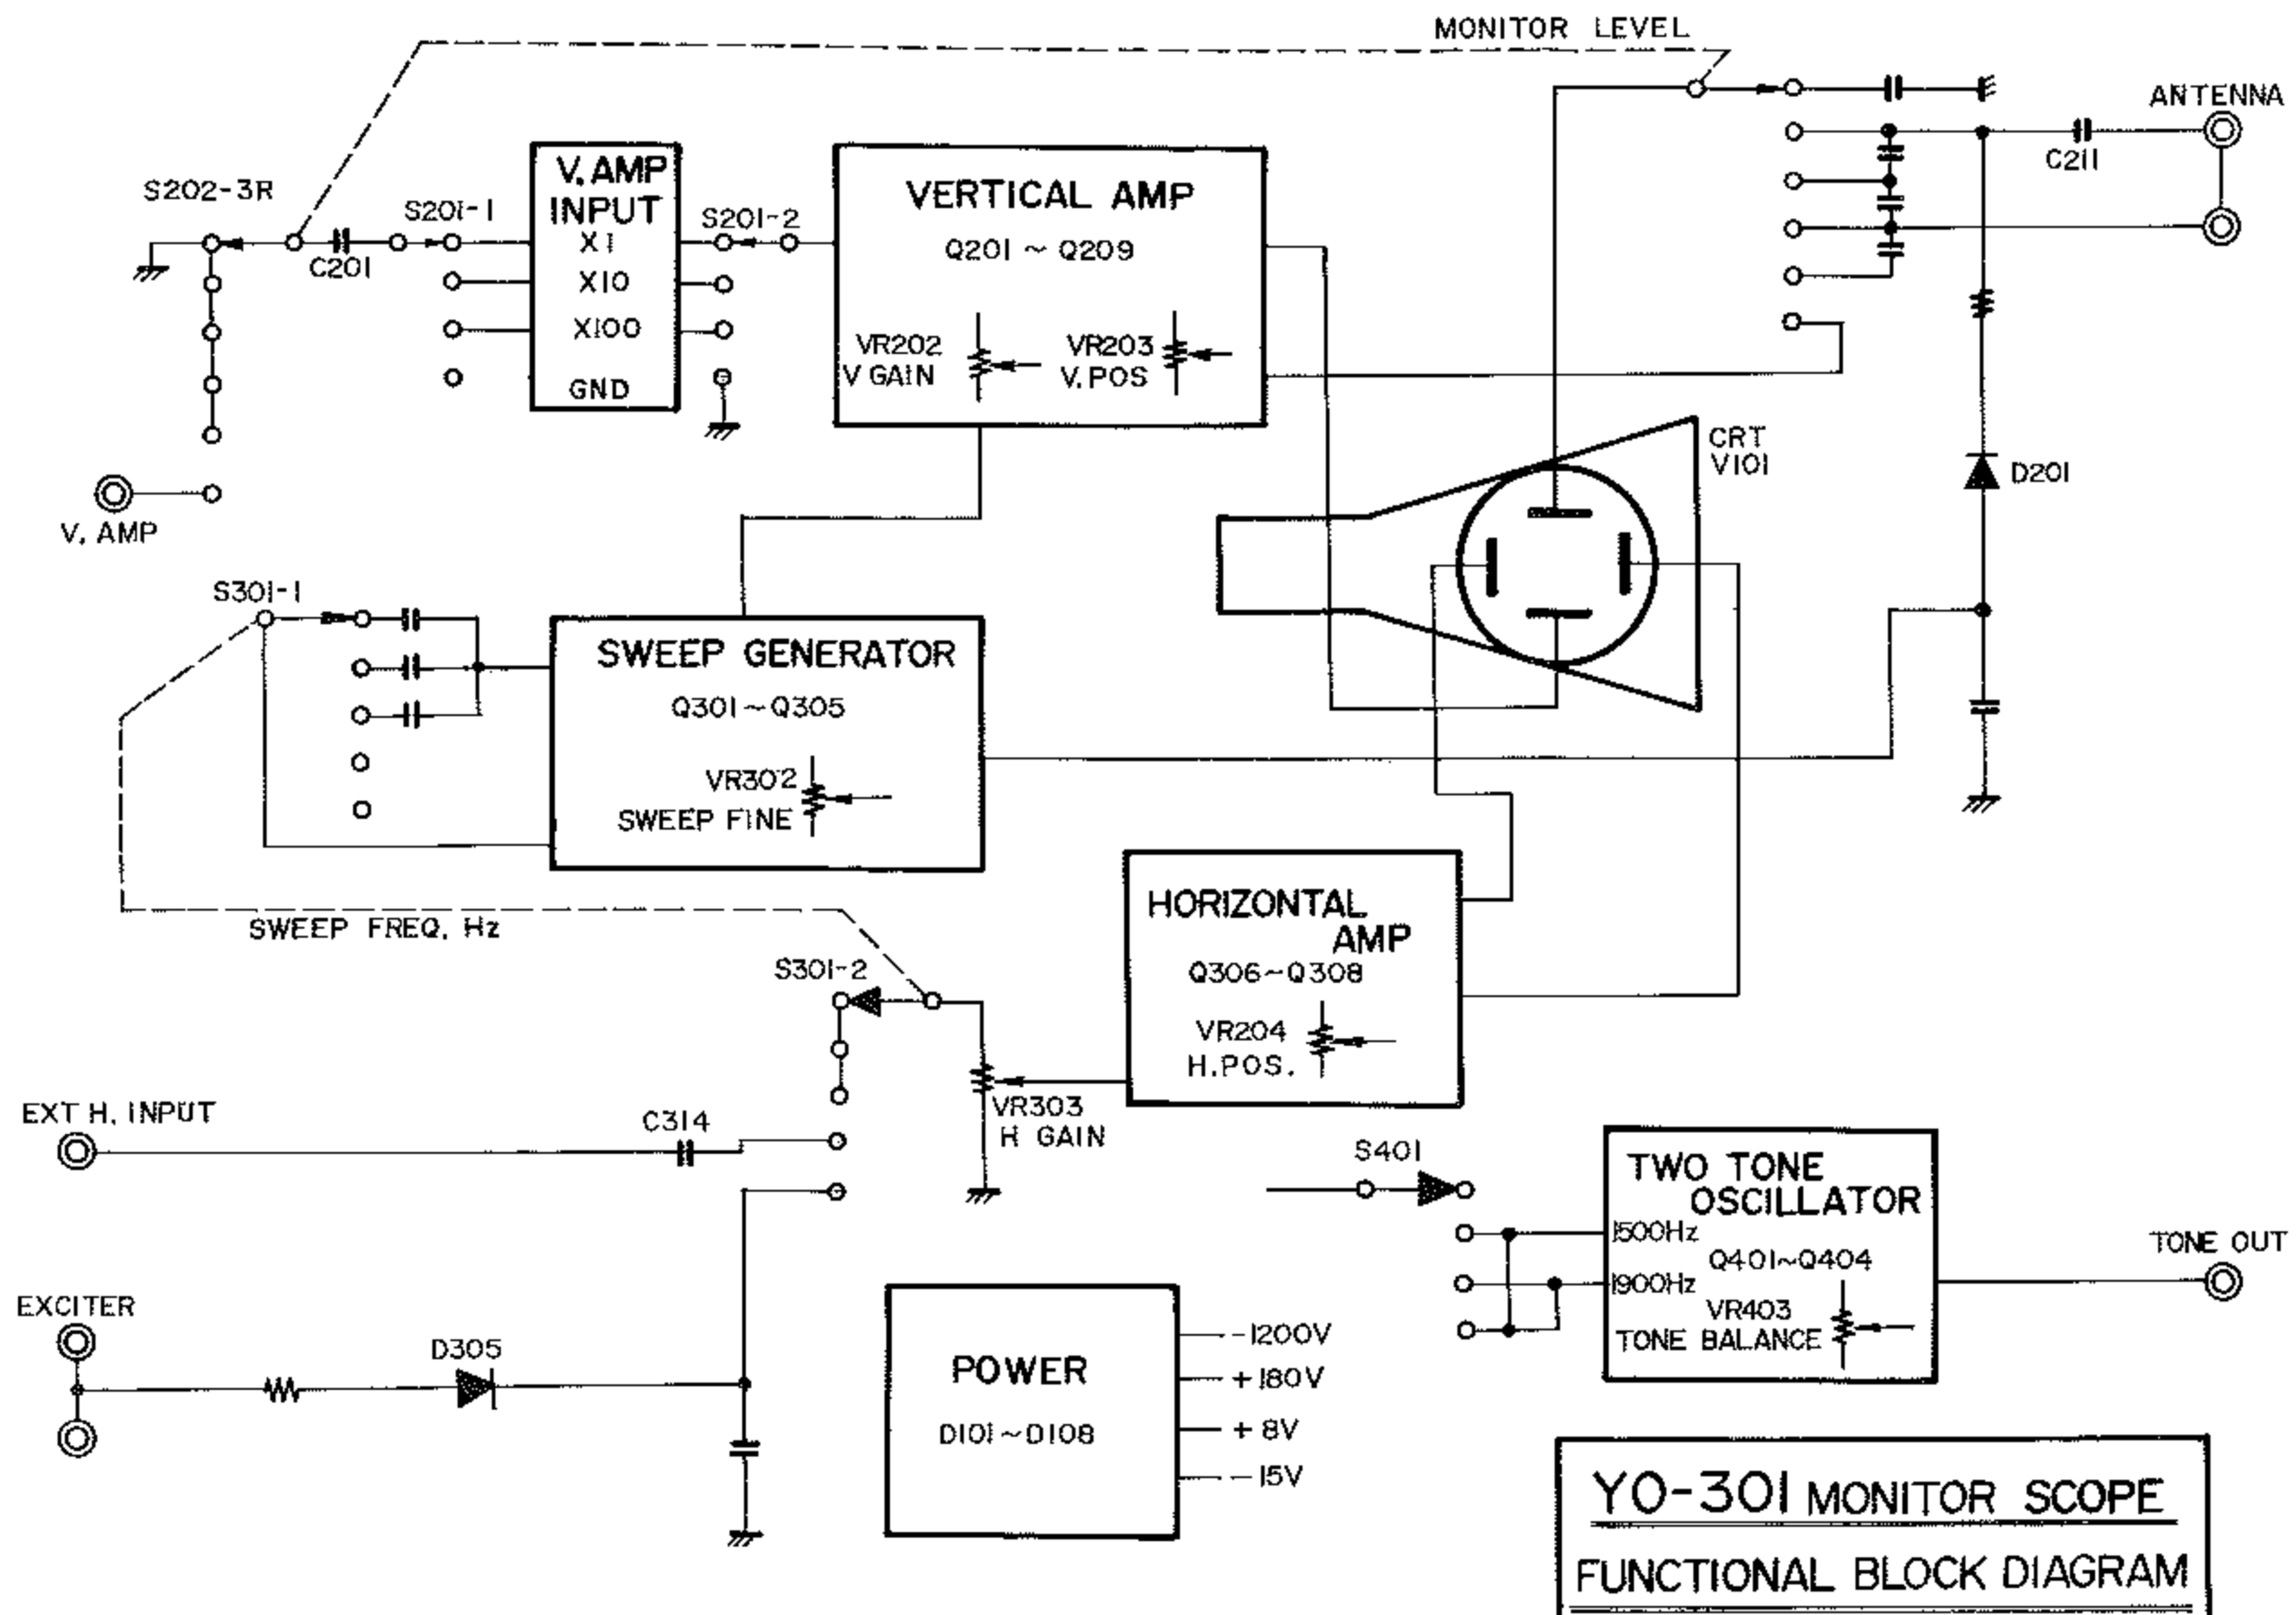 MONITOR LEVEL
ANTENNA
C211
S202-3R
C201
S201-1
V. AMP
INPUT
X1
X10
X100
GND
S201-2
VERTICAL AMP
Q201 ~ Q209
VR202
V GAIN
VR203
V. POS
CRT
V101
D201
V. AMP
S301-1
SWEEP GENERATOR
Q301~Q305
VR302
SWEEP FINE
SWEEP FREQ, Hz
S301-2
HORIZONTAL
AMP
Q306~Q308
VR204
H.POS.
VR303
H GAIN
EXT H. INPUT
C314
S401
TWO TONE
OSCILLATOR
1500Hz
Q401~Q404
1900Hz
VR403
TONE BALANCE
TONE OUT
EXCITER
D305
POWER
D101~D108
-1200V
+180V
+ 8V
-15V
YO-301 MONITOR SCOPE
FUNCTIONAL BLOCK DIAGRAM